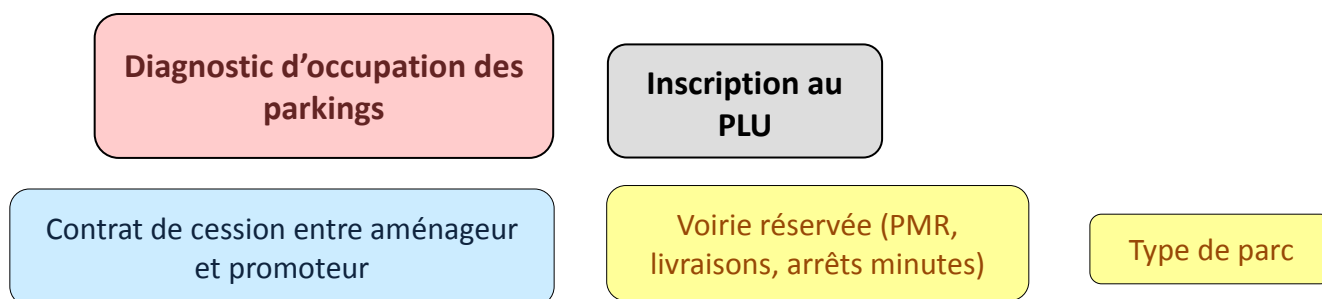 Diagnostic d’occupation des
parkings
Inscription au
PLU
Contrat de cession entre aménageur
et promoteur
Voirie réservée (PMR,
livraisons, arrêts minutes)
Type de parc